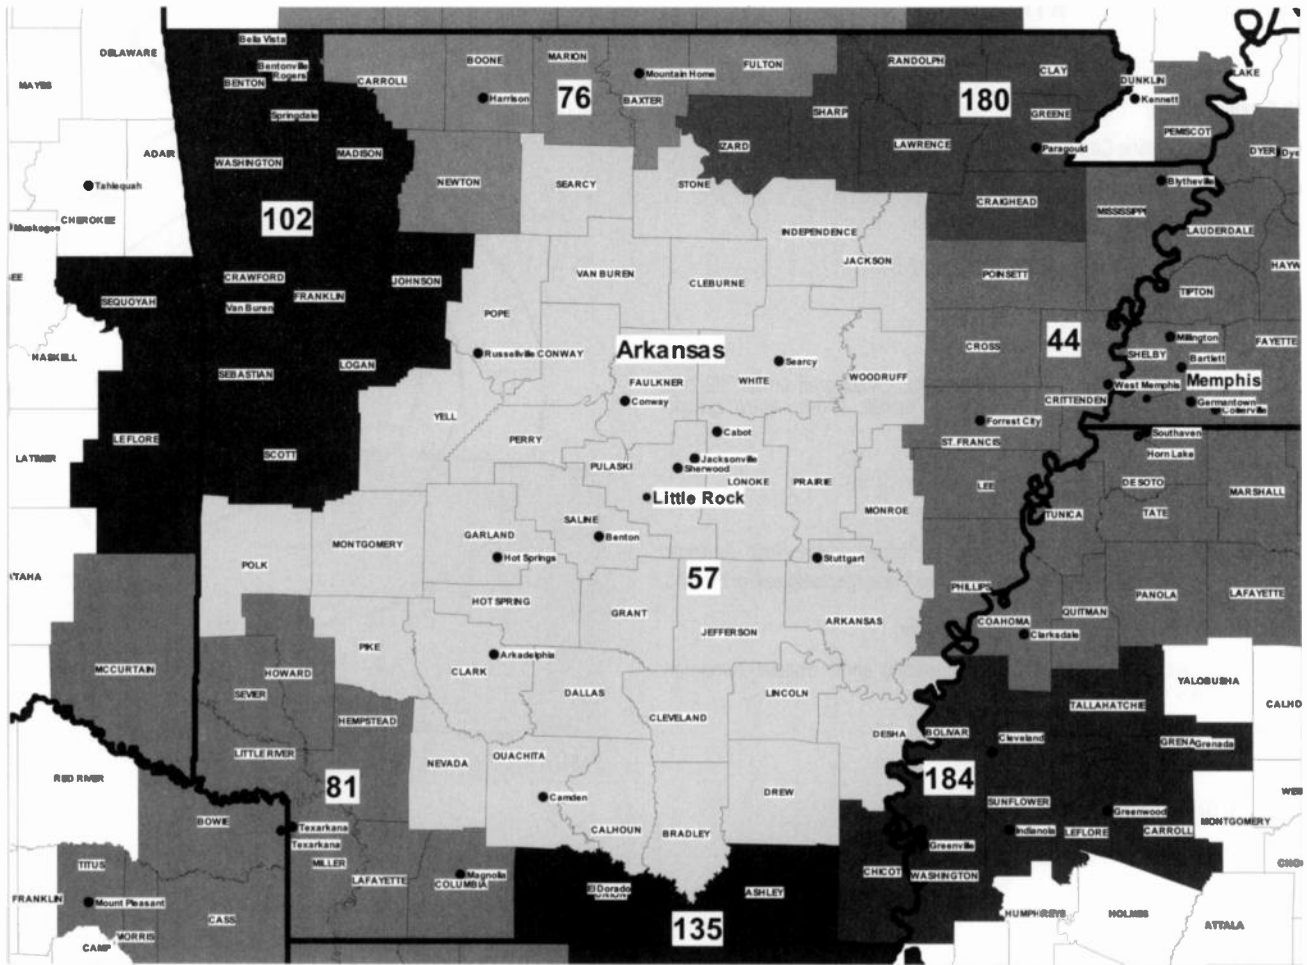 Bella Vista
DELAWARE
Bentonville
Rogers
MAYES
BENTON
CARROLL
BOONE
MARION
Mountain Home
FULTON
RANDOLPH
CLAY
DUNKLIN
LAKE
Harrison
76
BAXTER
SHARP
180
GREENE
Kennett
Springdale
PEMISCOT
ADAIR
WASHINGTON
MADISON
IZARD
LAWRENCE
Paragould
DYER
Tahlequah
NEWTON
SEARCY
STONE
Blytheville
CHEROKEE
Muskogee
102
CRAIGHEAD
MISSISSIPPI
INDEPENDENCE
LAUDERDALE
JACKSON
HAYW
CRAWFORD
JOHNSON
VAN BUREN
CLEBURNE
POINSETT
SEQUOYAH
Van Buren
FRANKLIN
TIPTON
POPE
HASKELL
LOGAN
Russellville
CONWAY
Arkansas
Searcy
CROSS
44
Millington
FAYETTE
SHELBY
Bartlett
SEBASTIAN
FAULKNER
WHITE
WOODRUFF
West Memphis
Memphis
Conway
CRITTENDEN
Germantown
Collierville
YELL
Forrest City
LEFLORE
PERRY
Cabot
ST. FRANCIS
Southaven
LATIMER
SCOTT
PULASKI
Jacksonville
Sherwood
Horn Lake
LONOKE
PRAIRIE
LEE
DESOTO
MARSHALL
Little Rock
MONROE
TUNICA
TATE
SALINE
GARLAND
Benton
MONTGOMERY
Hot Springs
Stuttgart
POLK
57
PHILLIPS
PANOLA
LAFAYETTE
HOT SPRING
GRANT
QUITMAN
JEFFERSON
ARKANSAS
COAHOMA
Clarksdale
PIKE
Arkadelphia
MCCURTAIN
HOWARD
CLARK
YALOBUSHA
SEVIER
DALLAS
LINCOLN
CALHO
HEMPSTEAD
CLEVELAND
TALLAHATCHIE
DESHA
BOLIVAR
Cleveland
GRENA
Grenada
LITTLE RIVER
NEVADA
OUACHITA
RED RIVER
81
184
DREW
Camden
SUNFLOWER
Greenwood
BOWIE
Texarkana
Texarkana
CALHOUN
BRADLEY
Indianola
LEFLORE
CARROLL
MONTGOMERY
Greenville
TITUS
MILLER
LAFAYETTE
Magnolia
COLUMBIA
CHICOT
WASHINGTON
El Dorado
UNION
ASHLEY
FRANKLIN
Mount Pleasant
CASS
HUMPHREYS
HOLMES
ATTALA
MORRIS
CAMP
135